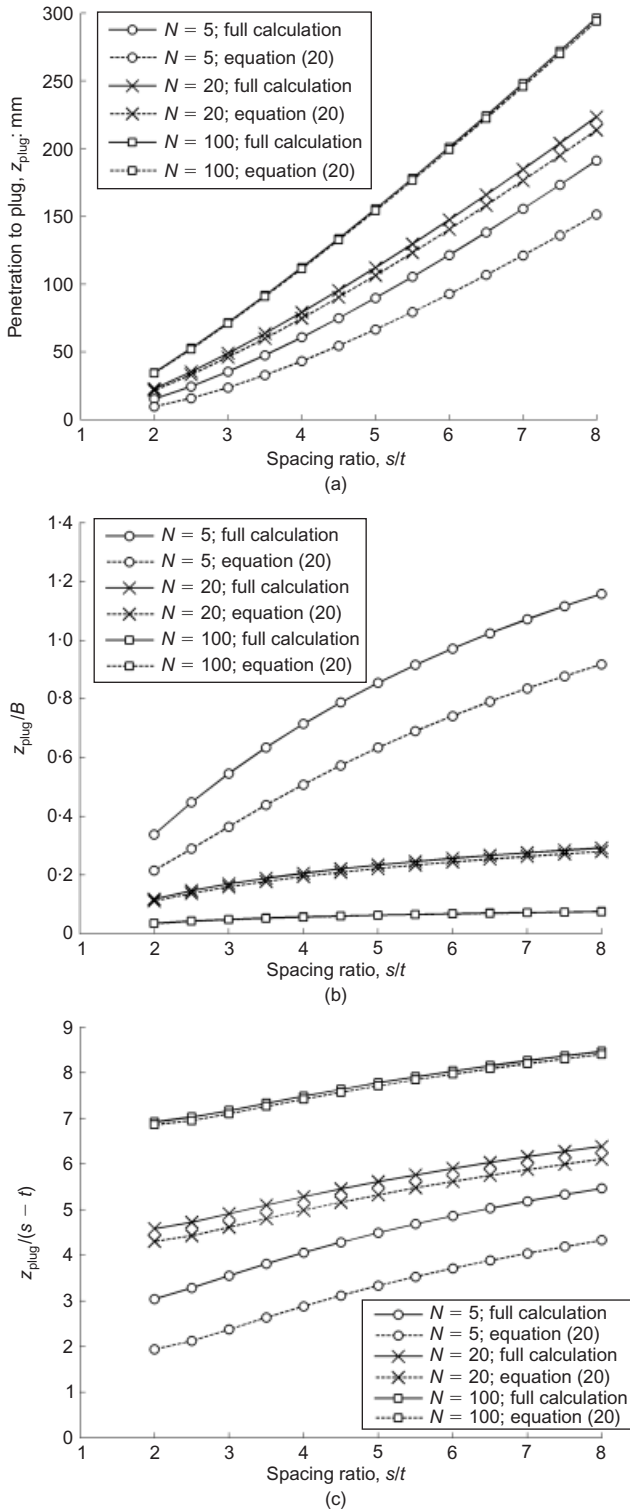 300
250
200
150
100
50
0
Penetration to plug, z_plug: mm
N = 5; full calculation
N = 5; equation (20)
N = 20; full calculation
N = 20; equation (20)
N = 100; full calculation
N = 100; equation (20)
1 2 3 4 5 6 7 8
Spacing ratio, s/t
(a)
1·4
1·2
1·0
0·8
0·6
0·4
0·2
0
z_plug/B
N = 5; full calculation
N = 5; equation (20)
N = 20; full calculation
N = 20; equation (20)
N = 100; full calculation
N = 100; equation (20)
1 2 3 4 5 6 7 8
Spacing ratio, s/t
(b)
9
8
7
6
5
4
3
2
1
0
z_plug/(s − t)
N = 5; full calculation
N = 5; equation (20)
N = 20; full calculation
N = 20; equation (20)
N = 100; full calculation
N = 100; equation (20)
1 2 3 4 5 6 7 8
Spacing ratio, s/t
(c)